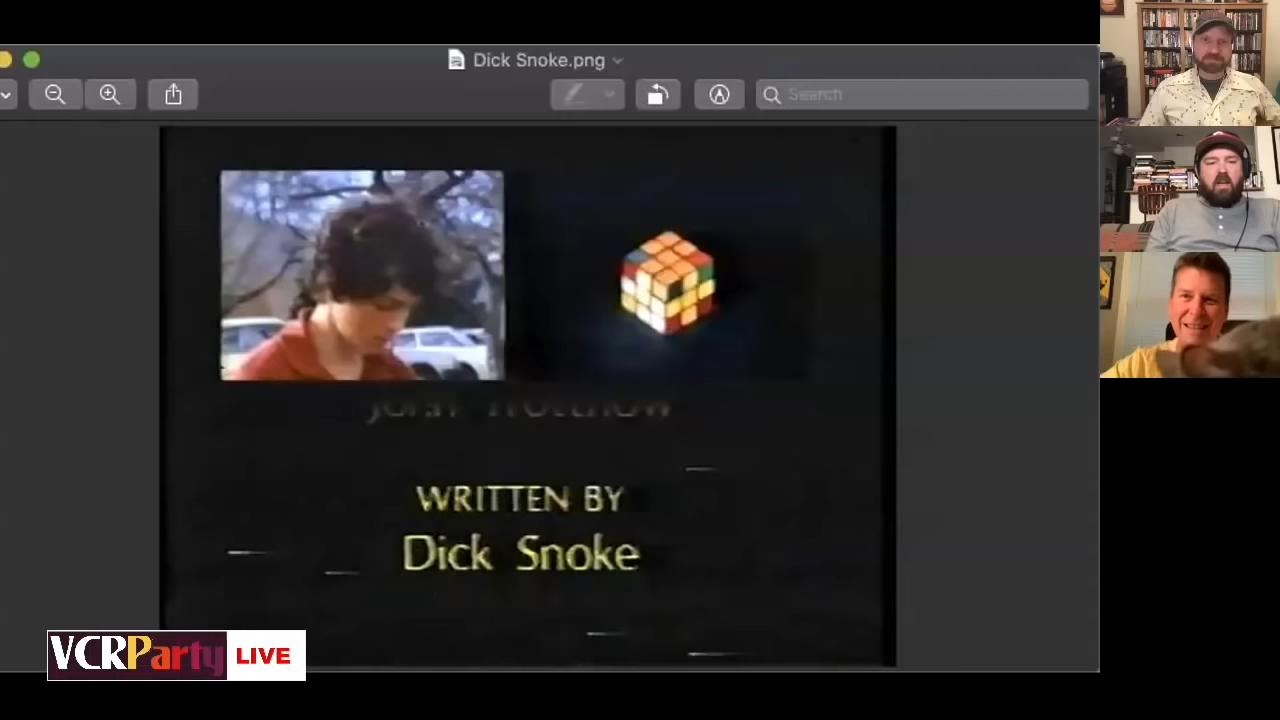 Dick Snoke.png
Search
WRITTEN BY
Dick Snoke
VCRParty LIVE